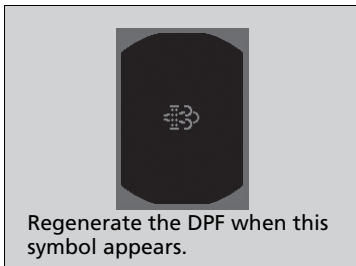 Regenerate the DPF when this
symbol appears.